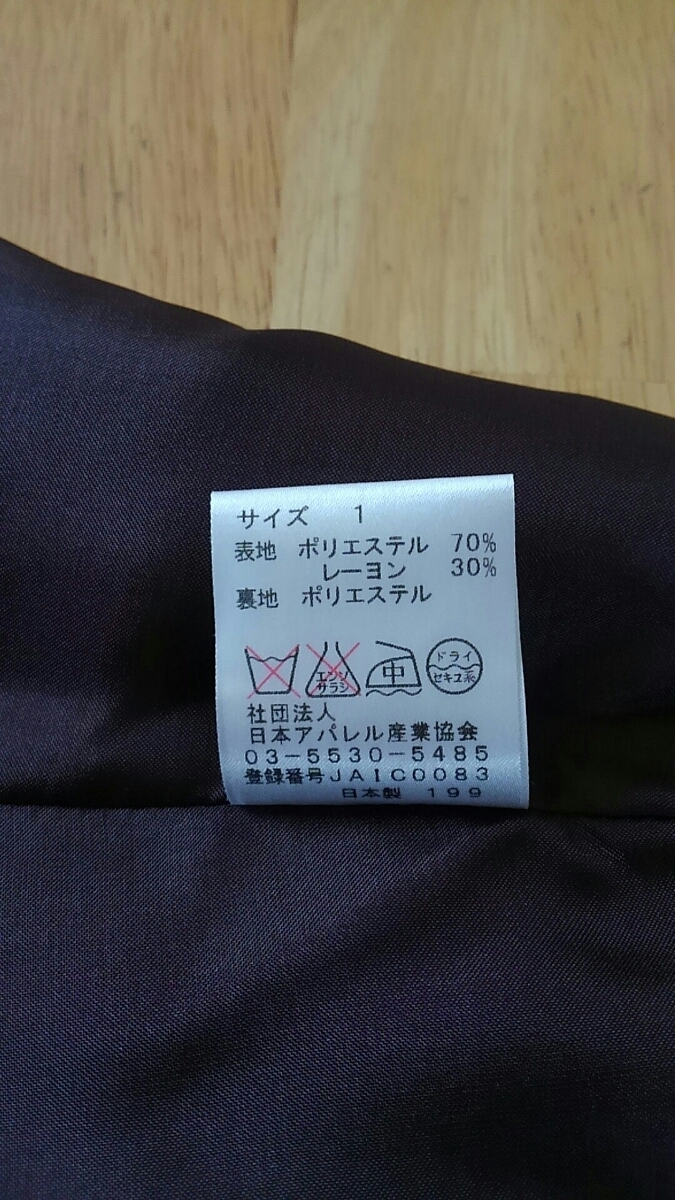 サイズ 1
表地 ポリエステル 70%
レーヨン 30%
裏地 ポリエステル
エンソ
サラシ
中
ドライ
セキユ系
社団法人
日本アパレル産業協会
03-5530-5485
登録番号JAIC0083
日本製 199